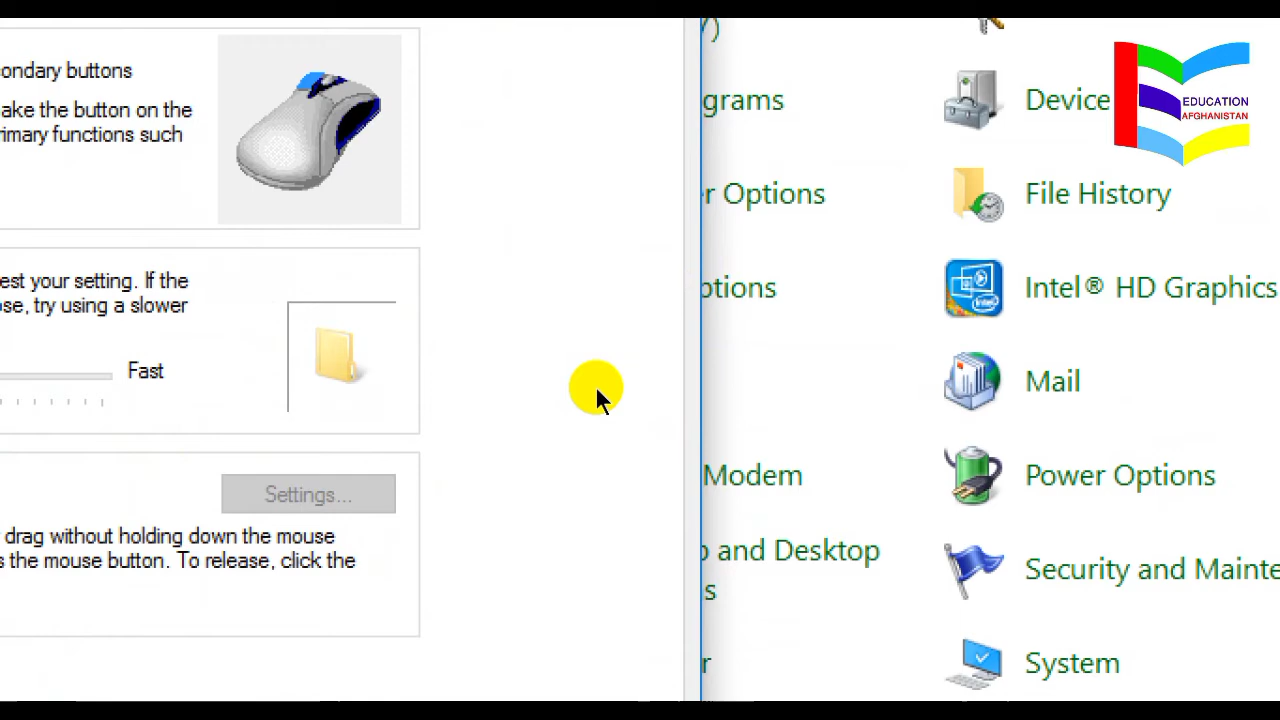 ondary buttons
ake the button on the
rimary functions such
est your setting. If the
ose, try using a slower
Fast
Settings...
drag without holding down the mouse
s the mouse button. To release, click the
y)
grams
r Options
ptions
Modem
p and Desktop
s
r
Device
File History
Intel® HD Graphics
Mail
Power Options
Security and Mainte
System
EDUCATION
AFGHANISTAN